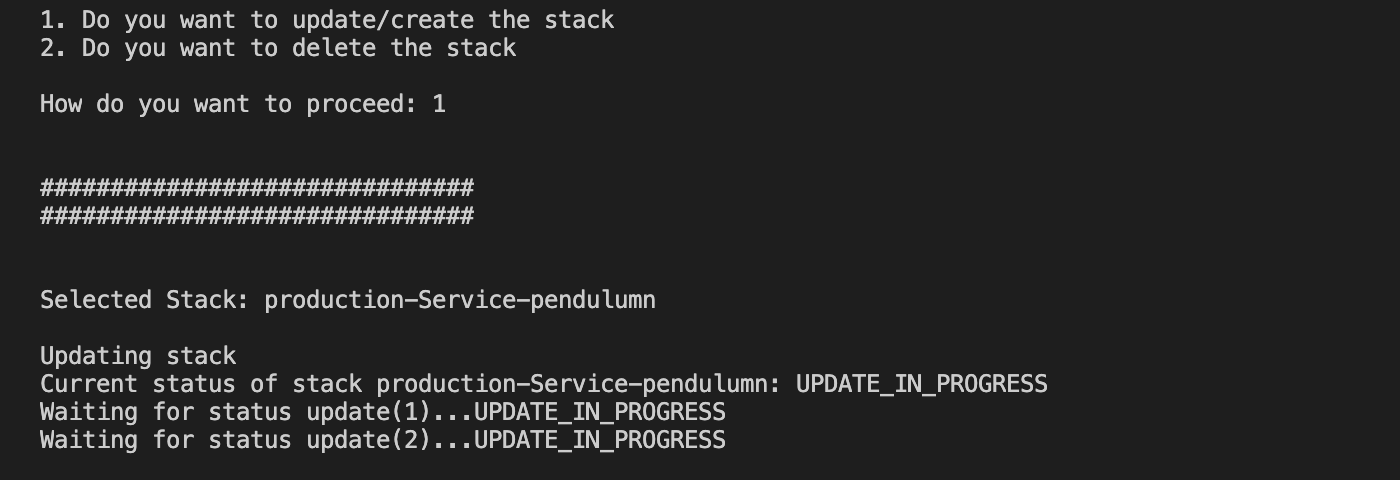 1. Do you want to update/create the stack
2. Do you want to delete the stack
How do you want to proceed: 1
###############################
###############################
Selected Stack: production-Service-pendulumn
Updating stack
Current status of stack production-Service-pendulumn: UPDATE_IN_PROGRESS
Waiting for status update(1)...UPDATE_IN_PROGRESS
Waiting for status update(2)...UPDATE_IN_PROGRESS